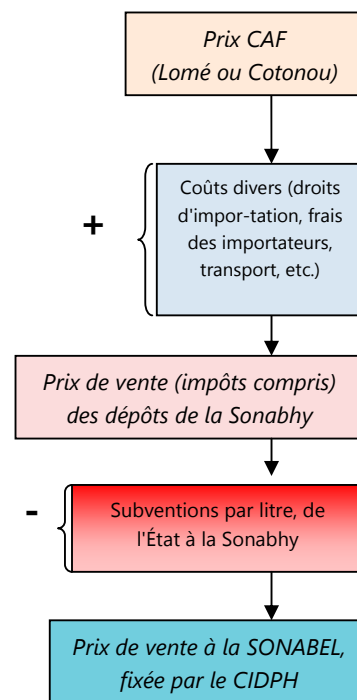 Prix CAF
(Lomé ou Cotonou)
+
Coûts divers (droits
d'impor-tation, frais
des importateurs,
transport, etc.)
Prix de vente (impôts compris)
des dépôts de la Sonabhy
-
Subventions par litre, de
l'État à la Sonabhy
Prix de vente à la SONABEL,
fixée par le CIDPH